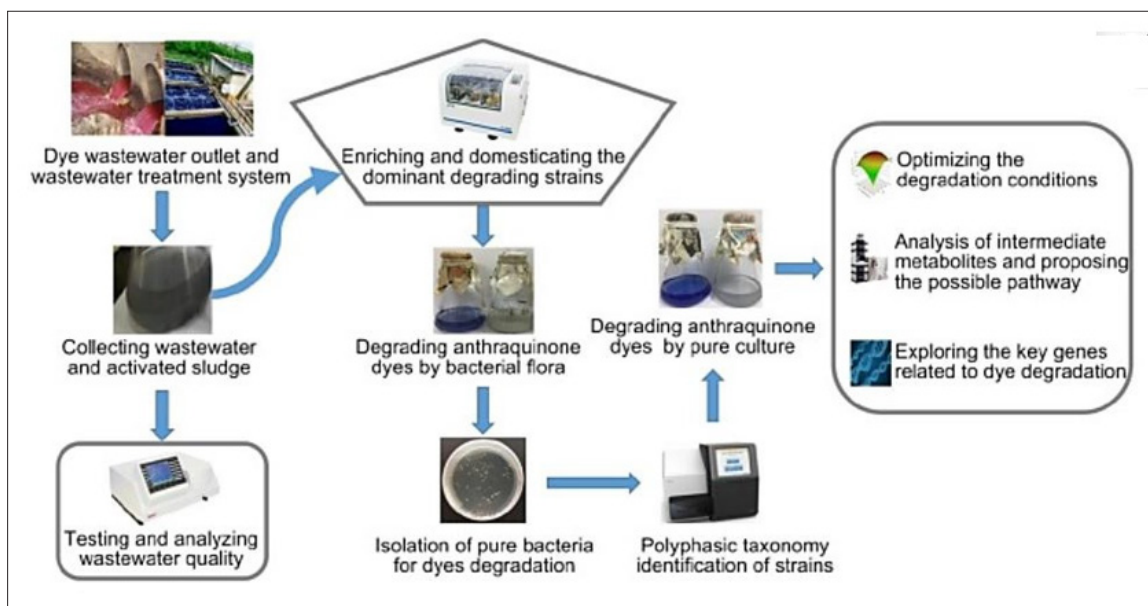 Dye wastewater outlet and
wastewater treatment system
Collecting wastewater
and activated sludge
Testing and analyzing
wastewater quality
Enriching and domesticating the
dominant degrading strains
Degrading anthraquinone
dyes by bacterial flora
Isolation of pure bacteria
for dyes degradation
Polyphasic taxonomy
identification of strains
Degrading anthraquinone
dyes by pure culture
Optimizing the
degradation conditions
Analysis of intermediate
metabolites and proposing
the possible pathway
Exploring the key genes
related to dye degradation